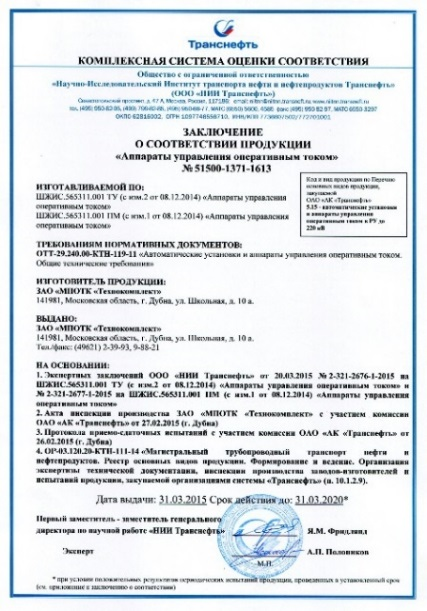 Транснефть
КОМПЛЕКСНАЯ СИСТЕМА ОЦЕНКИ СООТВЕТСТВИЯ
Общество с ограниченной ответственностью
«Научно-Исследовательский Институт транспорта нефти и нефтепродуктов Транснефть»
(ООО «НИИ Транснефть»)
Севастопольский проспект, д. 47 А, Москва, Россия, 117186
ОКПО 62818002, ОГРН
ЗАКЛЮЧЕНИЕ
О СООТВЕТСТВИИ ПРОДУКЦИИ
«Аппараты управления оперативным током»
№ 51500-1371-1613
Код и вид продукции по Перечню
основных видов продукции,
закупаемой
ОАО «АК «Транснефть»
5.15 - автоматические установки
и аппараты управления
оперативным током в РУ до
220 кВ
ИЗГОТАВЛИВАЕМОЙ ПО:
ШЖИС.565311.001 ТУ (с изм.2 от 08.12.2014) «Аппараты управления
оперативным током»
ШЖИС.565311.001 ПМ (с изм.1 от 08.12.2014) «Аппараты управления
оперативным током»
ТРЕБОВАНИЯМ НОРМАТИВНЫХ ДОКУМЕНТОВ:
ОТТ-29.240.00-КТН-119-11 «Автоматические установки и аппараты управления оперативным током.
Общие технические требования»
ИЗГОТОВИТЕЛЬ ПРОДУКЦИИ:
ЗАО «МПОТК «Технокомплект»
141981, Московская область, г. Дубна, ул. Школьная, д. 10 а.
ВЫДАНО:
ЗАО «МПОТК «Технокомплект»
141981, Московская область, г. Дубна, ул. Школьная, д. 10 а.
Тел./факс: (49621) 2-39-93, 9-88-21
НА ОСНОВАНИИ:
1. Экспертных заключений ООО «НИИ Транснефть» от 20.03.2015 № 2-321-2676-1-2015 на
ШЖИС.565311.001 ТУ (с изм.2 от 08.12.2014) «Аппараты управления оперативным током» и
№ 2-321-2677-1-2015 на ШЖИС.565311.001 ПМ (с изм.1 от 08.12.2014) «Аппараты управления
оперативным током»
2. Акта инспекции производства ЗАО «МПОТК «Технокомплект» с участием комиссии
ОАО «АК «Транснефть» от 27.02.2015 (г. Дубна)
3. Протокола приемо-сдаточных испытаний с участием комиссии ОАО «АК «Транснефть» от
26.02.2015 (г. Дубна)
4. ОР-03.120.20-КТН-111-14 «Магистральный трубопроводный транспорт нефти и
нефтепродуктов. Реестр основных видов продукции. Формирование и ведение. Организация
экспертизы технической документации, инспекции производства заводов-изготовителей и
испытаний продукции, закупаемой организациями системы «Транснефть» (п. 10.1.2.9).
Дата выдачи: 31.03.2015 Срок действия до: 31.03.2020*
Первый заместитель - заместитель генерального
директора по научной работе «НИИ Транснефть» Я.М. Фридлянд
Эксперт А.П. Половников
М.П.
* при условии положительных результатов периодических испытаний продукции, проведенных в установленный срок
(см. приложение к заключению о соответствии)